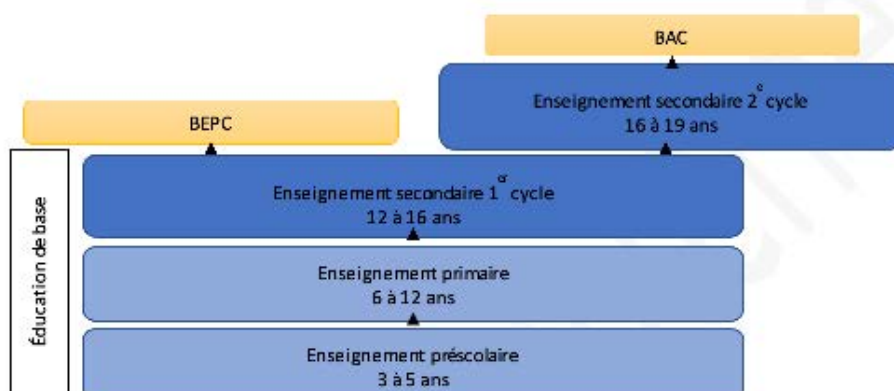 BAC
Enseignement secondaire 2e cycle
16 à 19 ans
BEPC
Enseignement secondaire 1er cycle
12 à 16 ans
Éducation de base
Enseignement primaire
6 à 12 ans
Enseignement préscolaire
3 à 5 ans